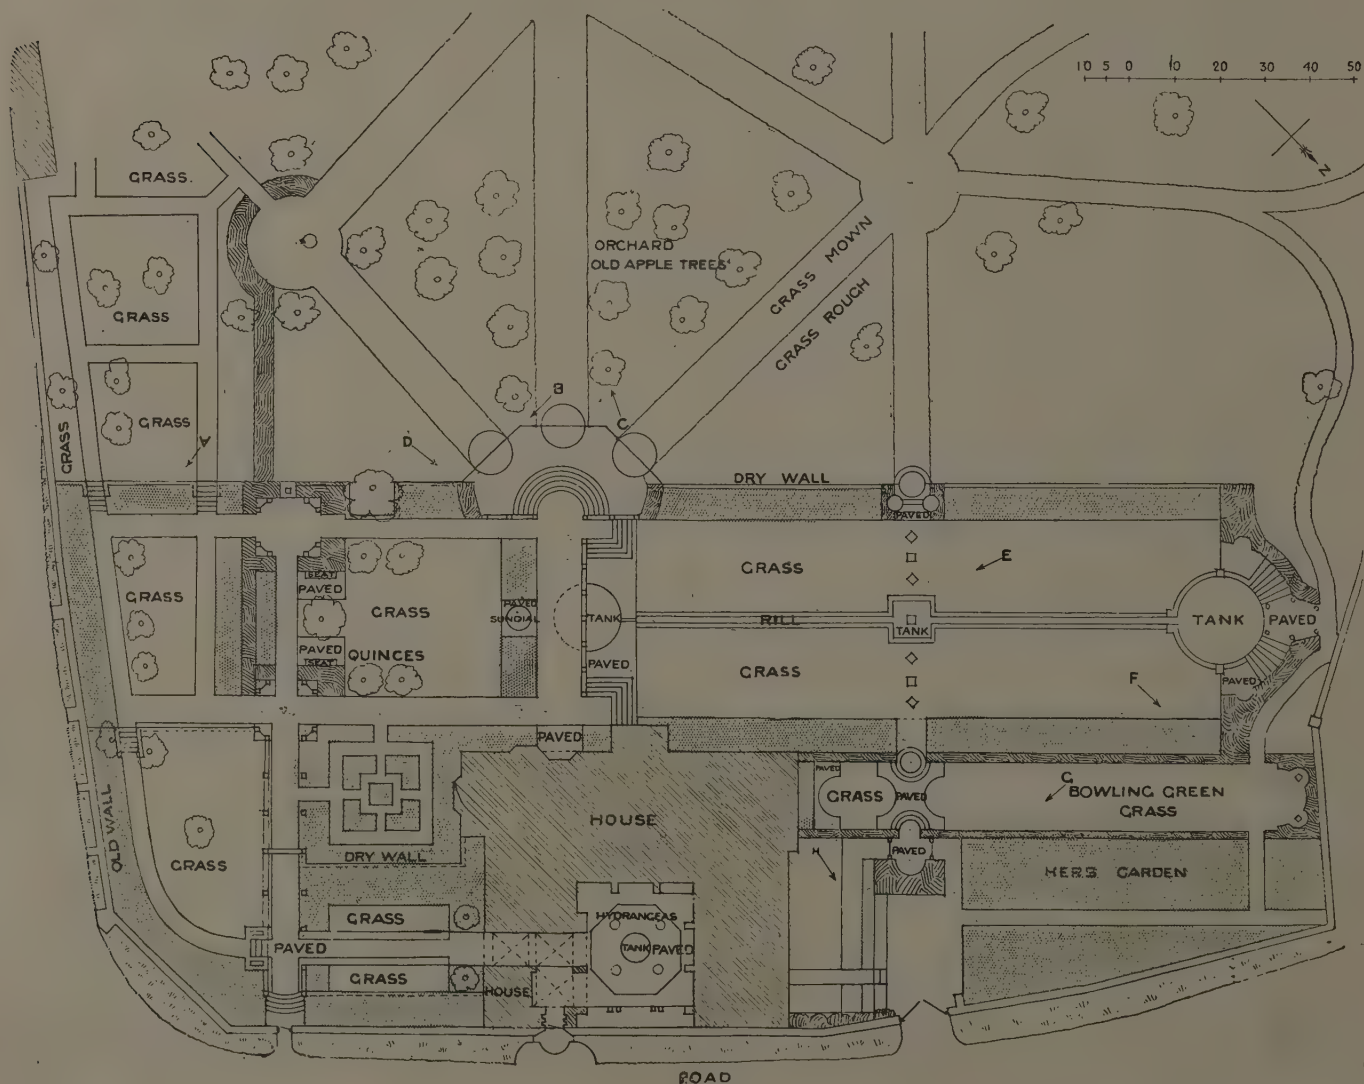 10 5 0 10 20 30 40 50
N
GRASS.
ORCHARD
OLD APPLE TREES
GRASS MOWN
GRASS ROUGH
GRASS
GRASS
GRASS
A
B
C
D
DRY WALL
PAVED
E
GRASS
SEAT
PAVED
GRASS
GRASS
PAVED
SUNDIAL
TANK
RILL
TANK
TANK
PAVED
PAVED
SEAT
QUINCES
PAVED
GRASS
F
PAVED
PAVED
PAVED
GRASS
PAVED
G
BOWLING GREEN
GRASS
HOUSE
OLD WALL
GRASS
DRY WALL
H
PAVED
HERB GARDEN
GRASS
HYDRANGEAS
PAVED
TANK
PAVED
GRASS
HOUSE
ROAD